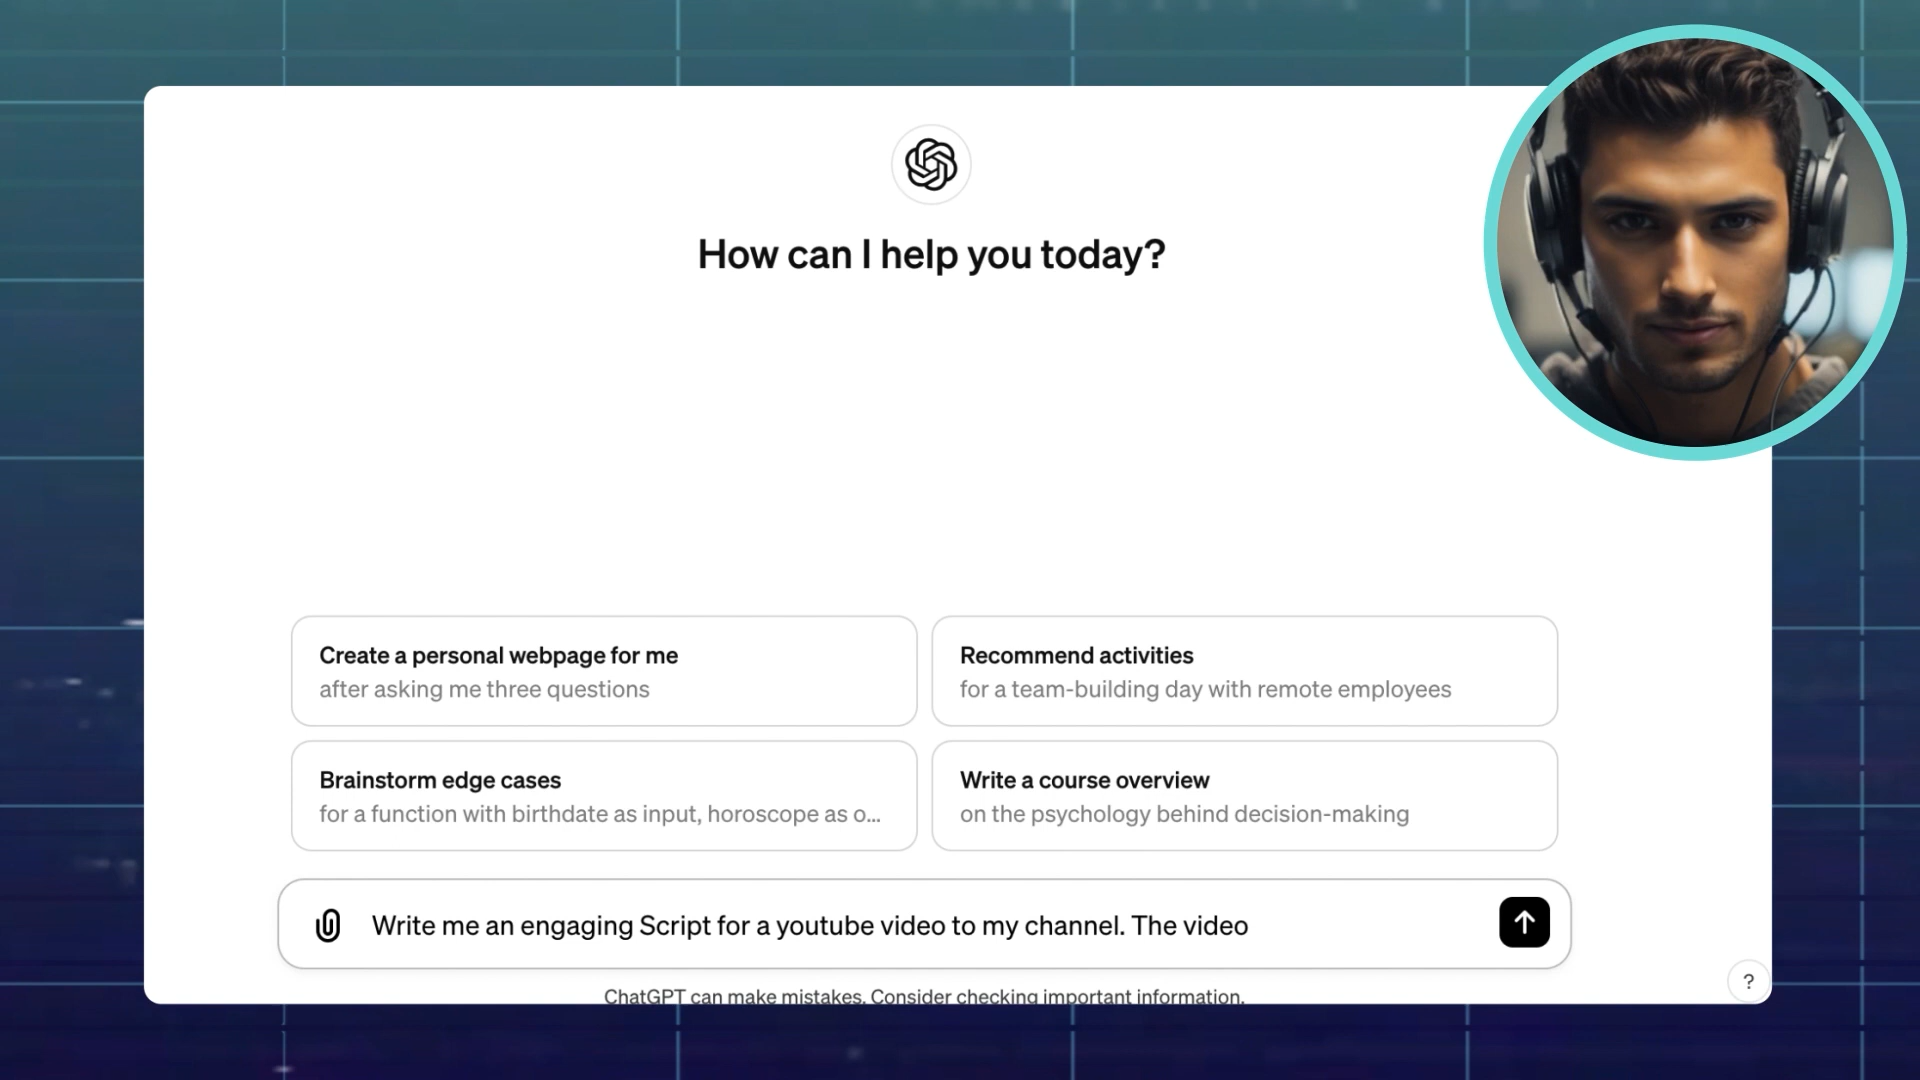 How can I help you today?
Create a personal webpage for me
after asking me three questions
Recommend activities
for a team-building day with remote employees
Brainstorm edge cases
for a function with birthdate as input, horoscope as o...
Write a course overview
on the psychology behind decision-making
Write me an engaging Script for a youtube video to my channel. The video
ChatGPT can make mistakes. Consider checking important information.
?